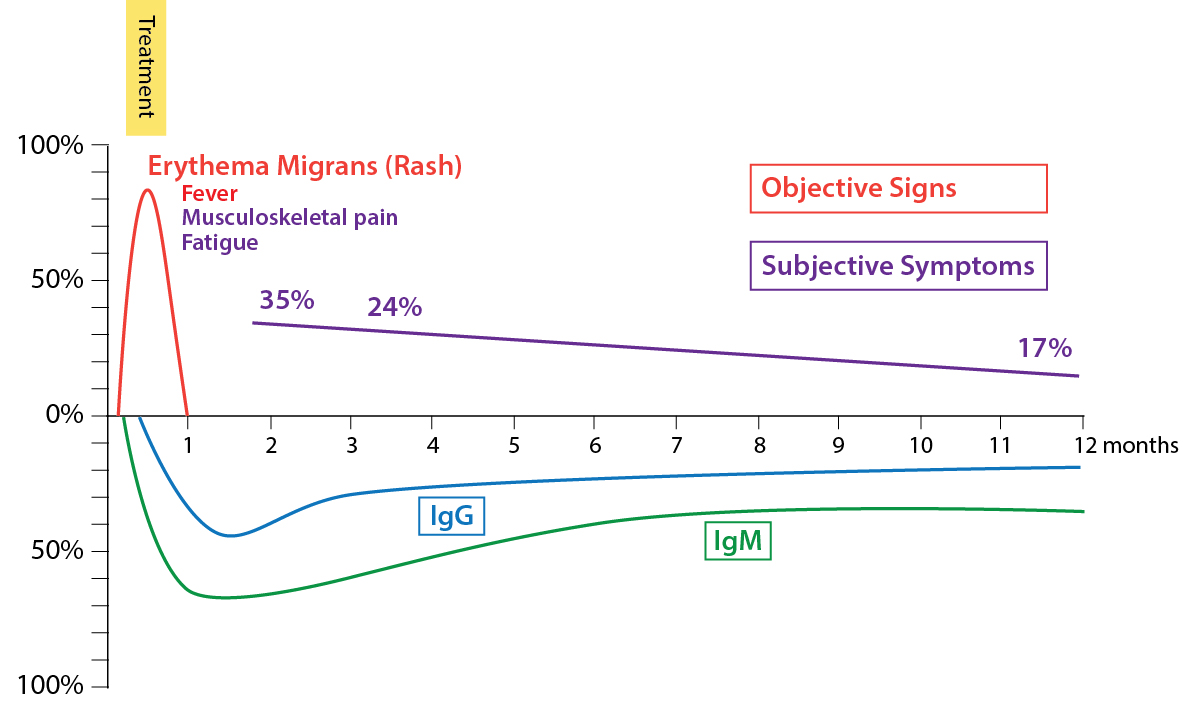 Treatment
100%
Erythema Migrans (Rash)
Fever
Musculoskeletal pain
Fatigue
Objective Signs
Subjective Symptoms
50%
35%
24%
17%
0%
1 2 3 4 5 6 7 8 9 10 11 12 months
IgG
IgM
50%
100%